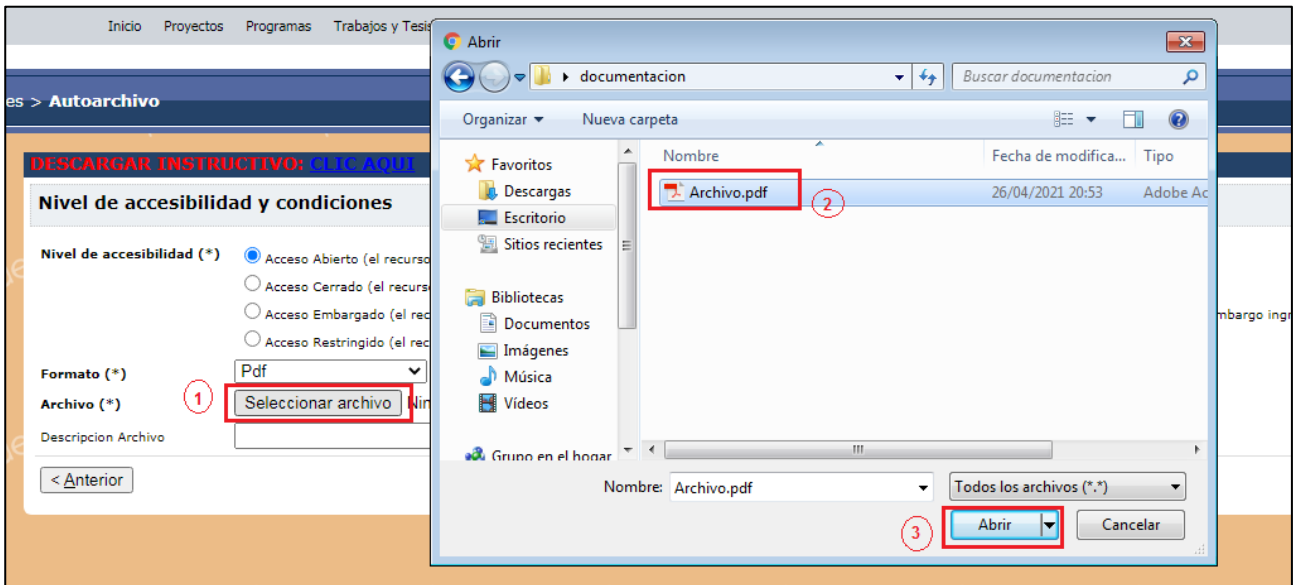 Inicio Proyectos Programas Trabajos y Tesis
es > Autoarchivo
DESCARGAR INSTRUCTIVO: CLIC AQUI
Nivel de accesibilidad y condiciones
Nivel de accesibilidad (*)
Acceso Abierto (el recurso
Acceso Cerrado (el recurs
Acceso Embargado (el rec
mbargo ingr
Acceso Restringido (el rec
Formato (*) Pdf
Archivo (*) 1 Seleccionar archivo Nin
Descripcion Archivo
< Anterior
Abrir
documentacion Buscar documentacion
Organizar Nueva carpeta
Nombre Fecha de modifica... Tipo
Archivo.pdf 2 26/04/2021 20:53 Adobe Ac
Favoritos
Descargas
Escritorio
Sitios recientes
Bibliotecas
Documentos
Imágenes
Música
Vídeos
Grupo en el hogar
Nombre: Archivo.pdf Todos los archivos (*.*)
3 Abrir Cancelar